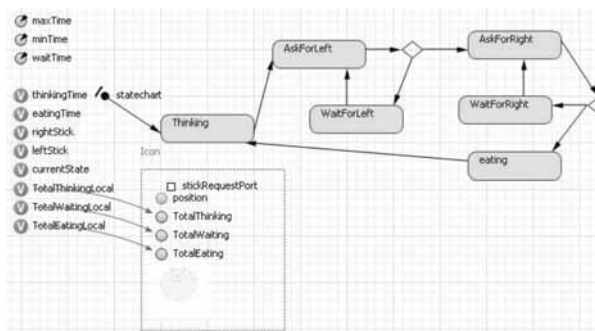 maxTime
minTime
waitTime
thinkingTime
eatingTime
rightStick
leftStick
currentState
TotalThinkingLocal
TotalWaitingLocal
TotalEatingLocal
statechart
Thinking
AskForLeft
WaitForLeft
AskForRight
WaitForRight
eating
Icon
stickRequestPort
position
TotalThinking
TotalWaiting
TotalEating